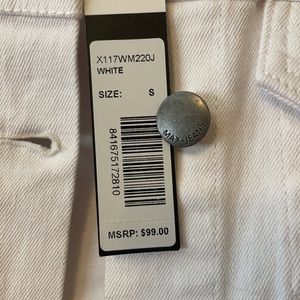 X117WM220J
WHITE
SIZE: S
841675172810
MAX•JEANS
MSRP: $99.00